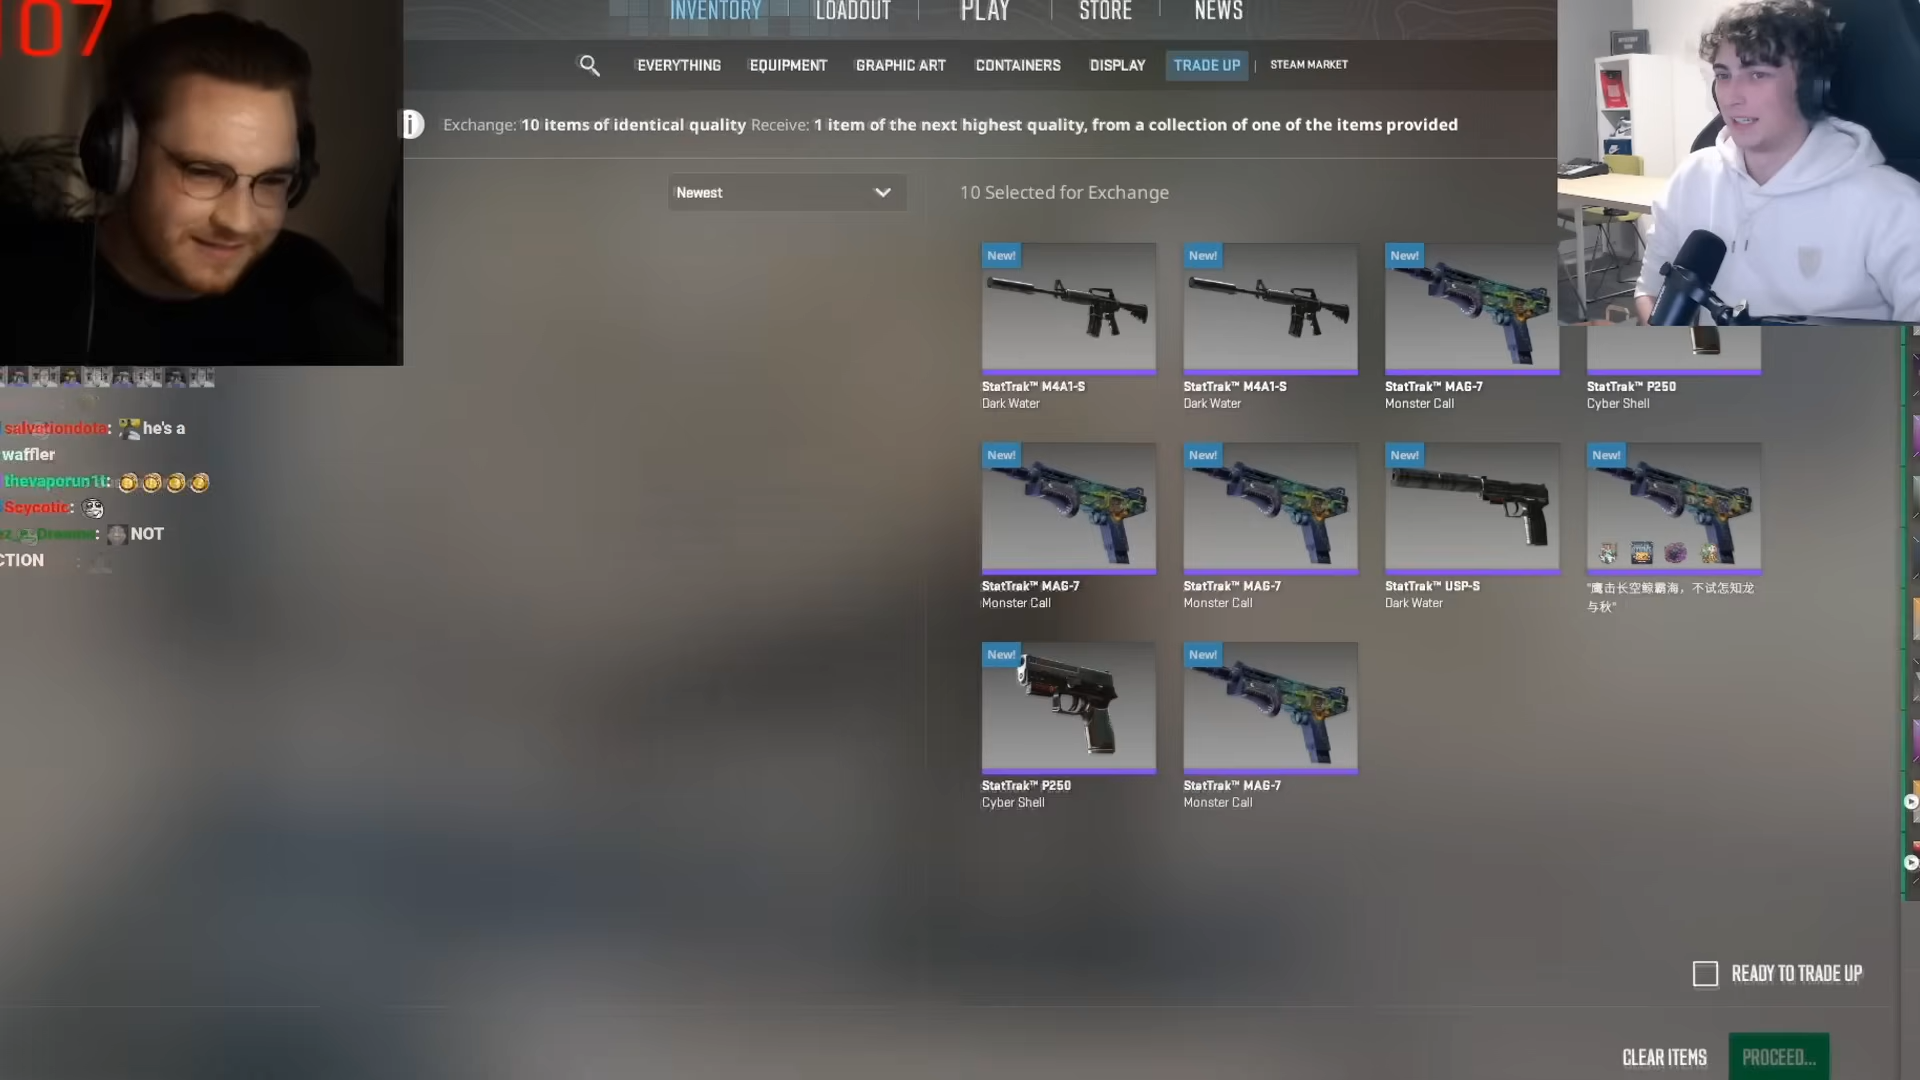 107
INVENTORY
LOADOUT
PLAY
STORE
NEWS
EVERYTHING
EQUIPMENT
GRAPHIC ART
CONTAINERS
DISPLAY
TRADE UP
STEAM MARKET
Exchange: 10 items of identical quality Receive: 1 item of the next highest quality, from a collection of one of the items provided
Newest
10 Selected for Exchange
New!
New!
New!
StatTrak™ M4A1-S
Dark Water
StatTrak™ M4A1-S
Dark Water
StatTrak™ MAG-7
Monster Call
StatTrak™ P250
Cyber Shell
salvationdota: he's a
waffler
thevaporun1t:
Scycotic:
NOT
CTION
New!
New!
New!
New!
StatTrak™ MAG-7
Monster Call
StatTrak™ MAG-7
Monster Call
StatTrak™ USP-S
Dark Water
"鹰击长空鲸霸海，不试怎知龙
与秋"
New!
New!
StatTrak™ P250
Cyber Shell
StatTrak™ MAG-7
Monster Call
READY TO TRADE UP
CLEAR ITEMS
PROCEED...